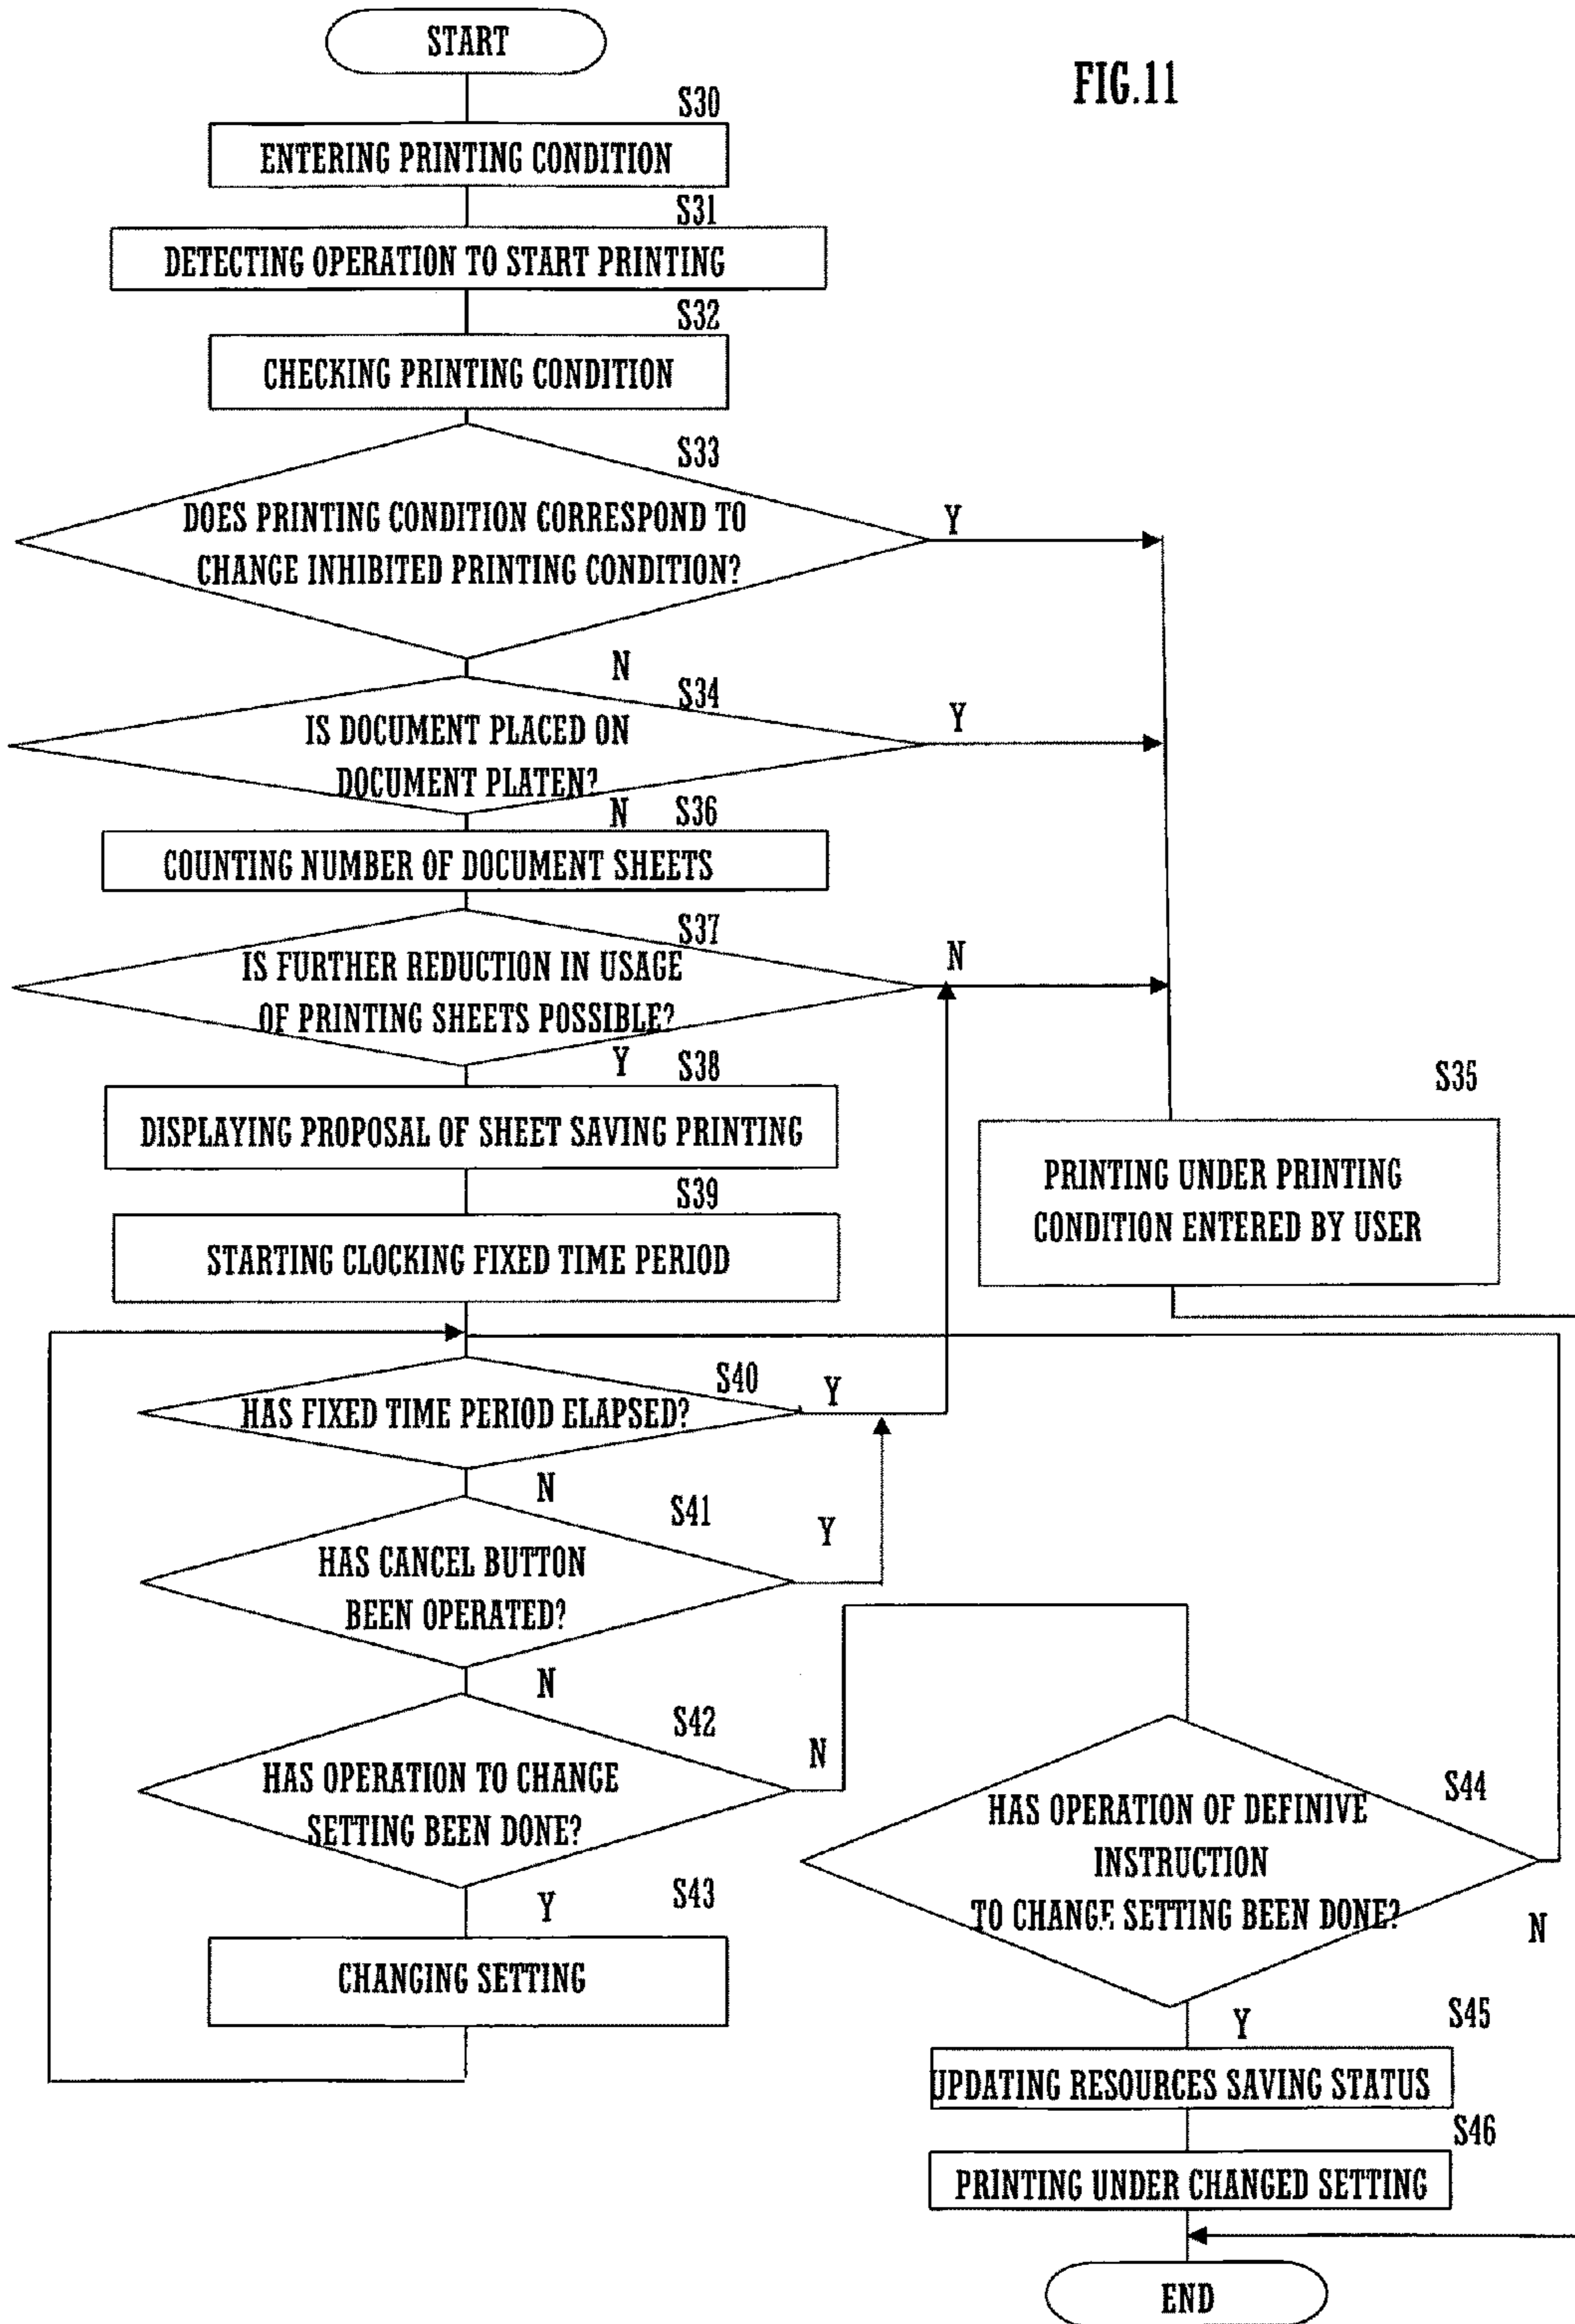 START
FIG.11
S30
ENTERING PRINTING CONDITION
S31
DETECTING OPERATION TO START PRINTING
S32
CHECKING PRINTING CONDITION
S33
DOES PRINTING CONDITION CORRESPOND TO
CHANGE INHIBITED PRINTING CONDITION?
Y
N
S34
IS DOCUMENT PLACED ON
DOCUMENT PLATEN?
Y
N
S36
COUNTING NUMBER OF DOCUMENT SHEETS
S37
IS FURTHER REDUCTION IN USAGE
OF PRINTING SHEETS POSSIBLE?
N
Y
S38
DISPLAYING PROPOSAL OF SHEET SAVING PRINTING
S35
PRINTING UNDER PRINTING
CONDITION ENTERED BY USER
S39
STARTING CLOCKING FIXED TIME PERIOD
S40
HAS FIXED TIME PERIOD ELAPSED?
Y
N
S41
HAS CANCEL BUTTON
BEEN OPERATED?
Y
N
S42
HAS OPERATION TO CHANGE
SETTING BEEN DONE?
N
Y
S43
CHANGING SETTING
S44
HAS OPERATION OF DEFINIVE
INSTRUCTION
TO CHANGE SETTING BEEN DONE?
N
Y
S45
UPDATING RESOURCES SAVING STATUS
S46
PRINTING UNDER CHANGED SETTING
END